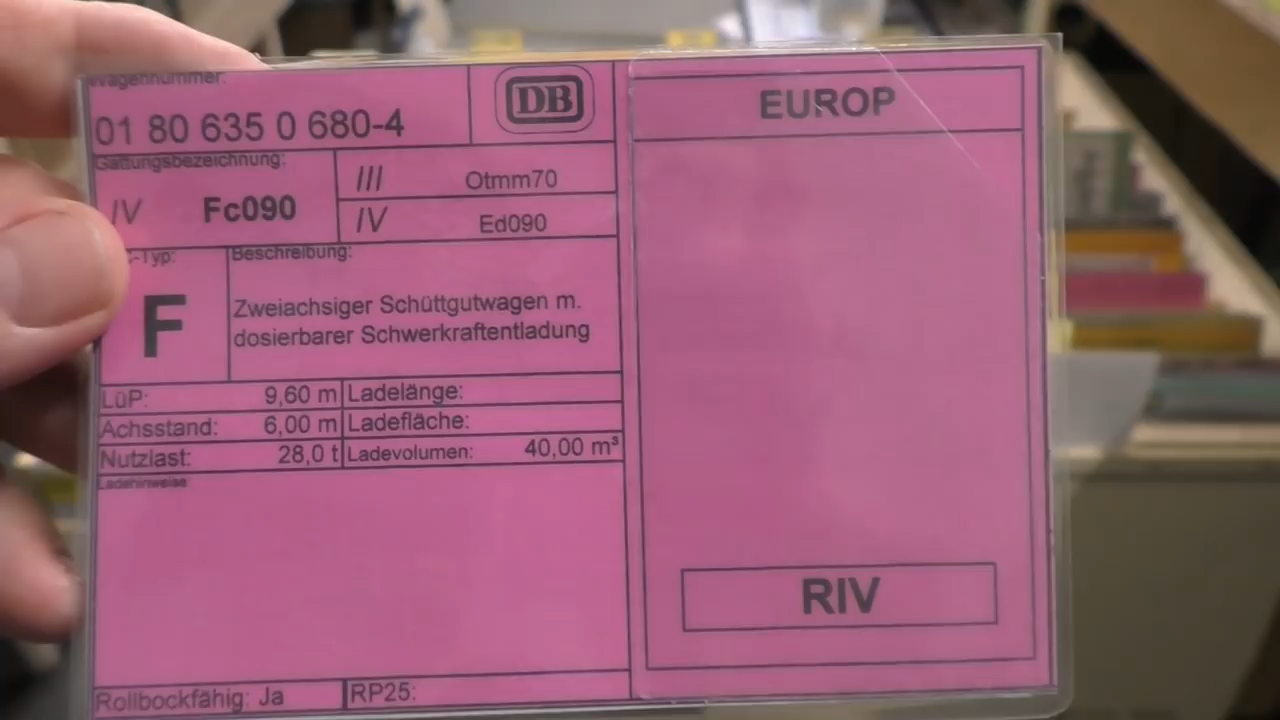 Wagennummer:
01 80 635 0 680-4
DB
Gattungsbezeichnung:
IV Fc090
III Otmm70
IV Ed090
-Typ:
F
Beschreibung:
Zweiachsiger Schüttgutwagen m.
dosierbarer Schwerkraftentladung
LüP: 9,60 m
Ladelänge:
Achsstand: 6,00 m
Ladefläche:
Nutzlast: 28,0 t
Ladevolumen: 40,00 m³
Ladehinweise
Rollbockfähig: Ja
RP25:
EUROP
RIV